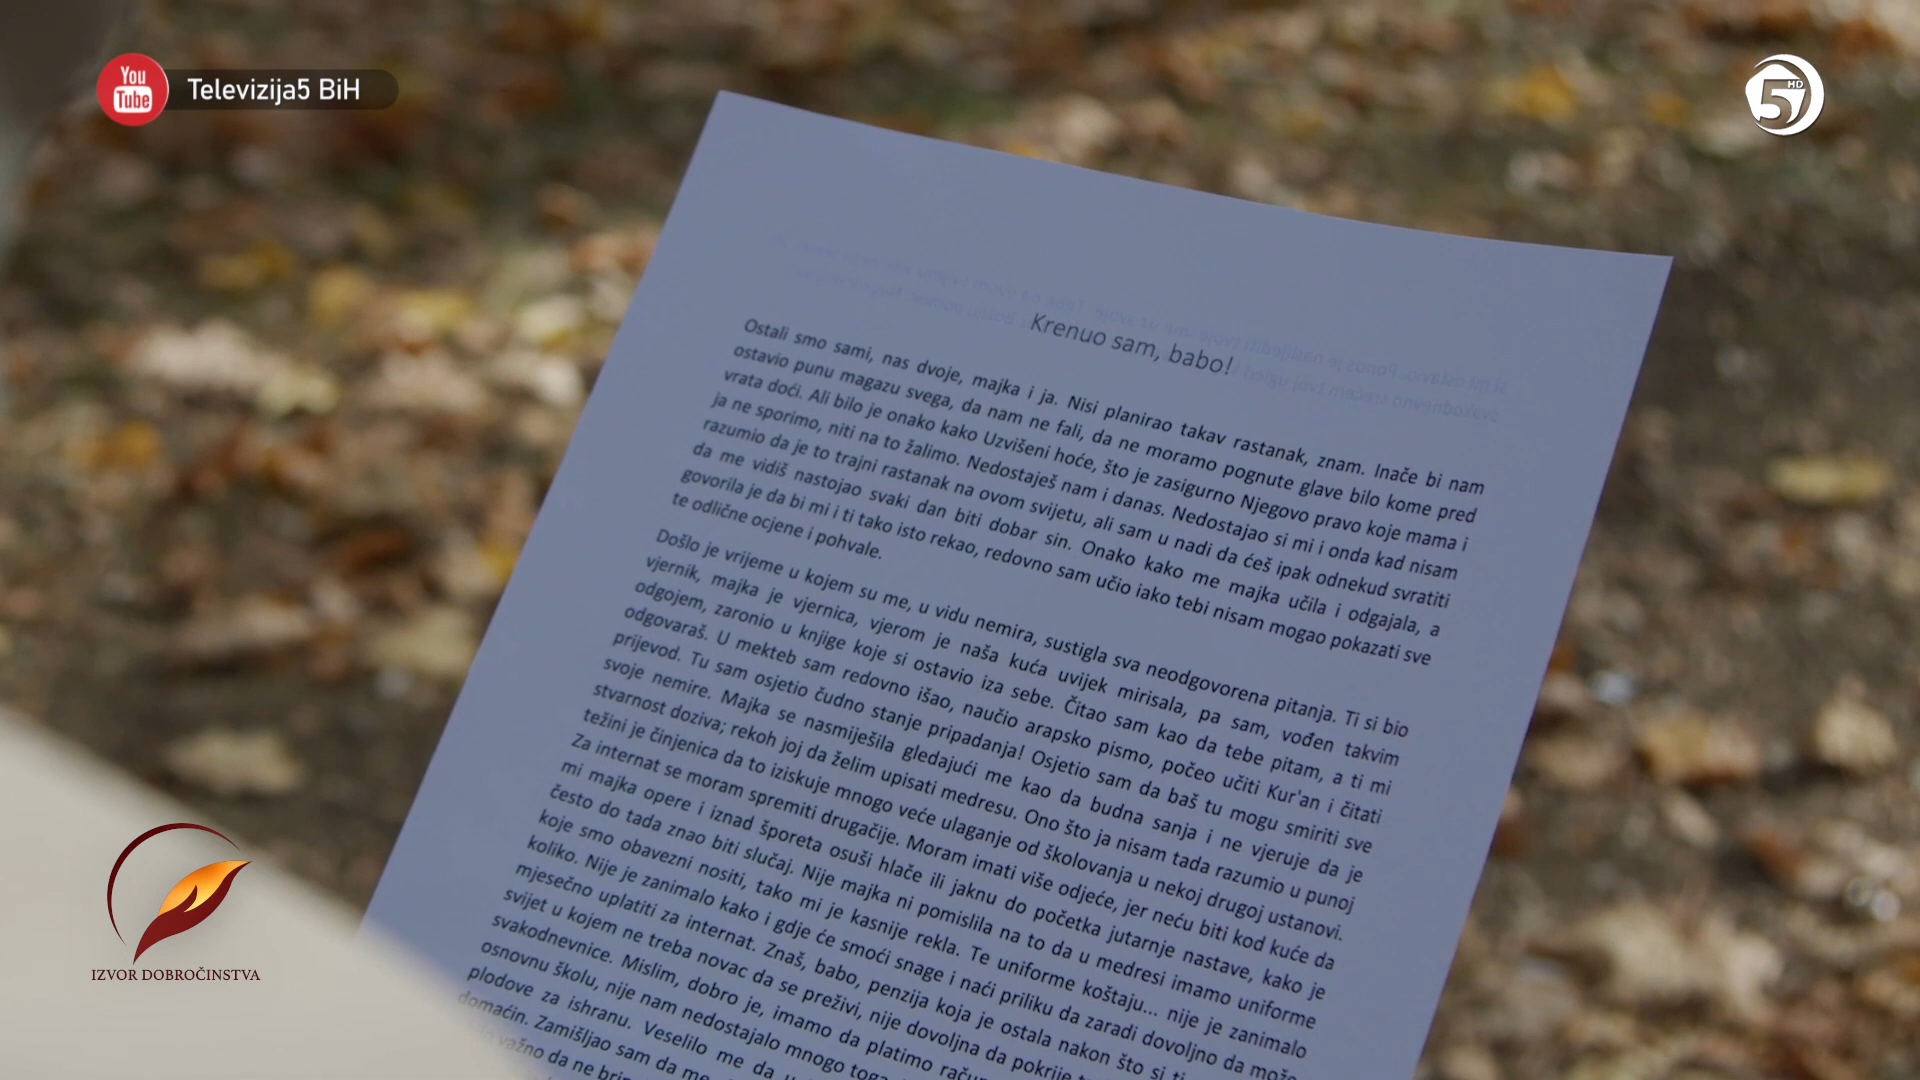 You
Tube
Televizija5 BiH
5
HD
Krenuo sam, babo!
Ostali smo sami, nas dvoje, majka i ja. Nisi planirao takav rastanak, znam. Inače bi nam
ostavio punu magazu svega, da nam ne fali, da ne moramo pognute glave bilo kome pred
vrata doći. Ali bilo je onako kako Uzvišeni hoće, što je zasigurno Njegovo pravo koje mama i
ja ne sporimo, niti na to žalimo. Nedostaješ nam i danas. Nedostajao si mi i onda kad nisam
razumio da je to trajni rastanak na ovom svijetu, ali sam u nadi da ćeš ipak odnekud svratiti
da me vidiš nastojao svaki dan biti dobar sin. Onako kako me majka učila i odgajala, a
govorila je da bi mi i ti tako isto rekao, redovno sam učio iako tebi nisam mogao pokazati sve
te odlične ocjene i pohvale.
Došlo je vrijeme u kojem su me, u vidu nemira, sustigla sva neodgovorena pitanja. Ti si bio
vjernik, majka je vjernica, vjerom je naša kuća uvijek mirisala, pa sam, vođen takvim
odgojem, zaronio u knjige koje si ostavio iza sebe. Čitao sam kao da tebe pitam, a ti mi
odgovaraš. U mekteb sam redovno išao, naučio arapsko pismo, počeo učiti Kur'an i čitati
prijevod. Tu sam osjetio čudno stanje pripadanja! Osjetio sam da baš tu mogu smiriti sve
svoje nemire. Majka se nasmiješila gledajući me kao da budna sanja i ne vjeruje da je
stvarnost doziva; rekoh joj da želim upisati medresu. Ono što ja nisam tada razumio u punoj
težini je činjenica da to iziskuje mnogo veće ulaganje od školovanja u nekoj drugoj ustanovi.
Za internat se moram spremiti drugačije. Moram imati više odjeće, jer neću biti kod kuće da
mi majka opere i iznad šporeta osuši hlače ili jaknu do početka jutarnje nastave, kako je
često do tada znao biti slučaj. Nije majka ni pomislila na to da u medresi imamo uniforme
koje smo obavezni nositi, tako mi je kasnije rekla. Te uniforme koštaju... nije je zanimalo
koliko. Nije je zanimalo kako i gdje će smoći snage i naći priliku da zaradi dovoljno da može
mjesečno uplatiti za internat. Znaš, babo, penzija koja je ostala nakon što si ti
svijet u kojem ne treba novac da se preživi, nije dovoljna da pokrije
svakodnevnice. Mislim, dobro je, imamo da platimo
osnovnu školu, nije nam nedostajalo mnogo toga
plodove za ishranu. Veselilo me da
domaćin. Zamišljao sam da me
važno da ne
IZVOR DOBROČINSTVA